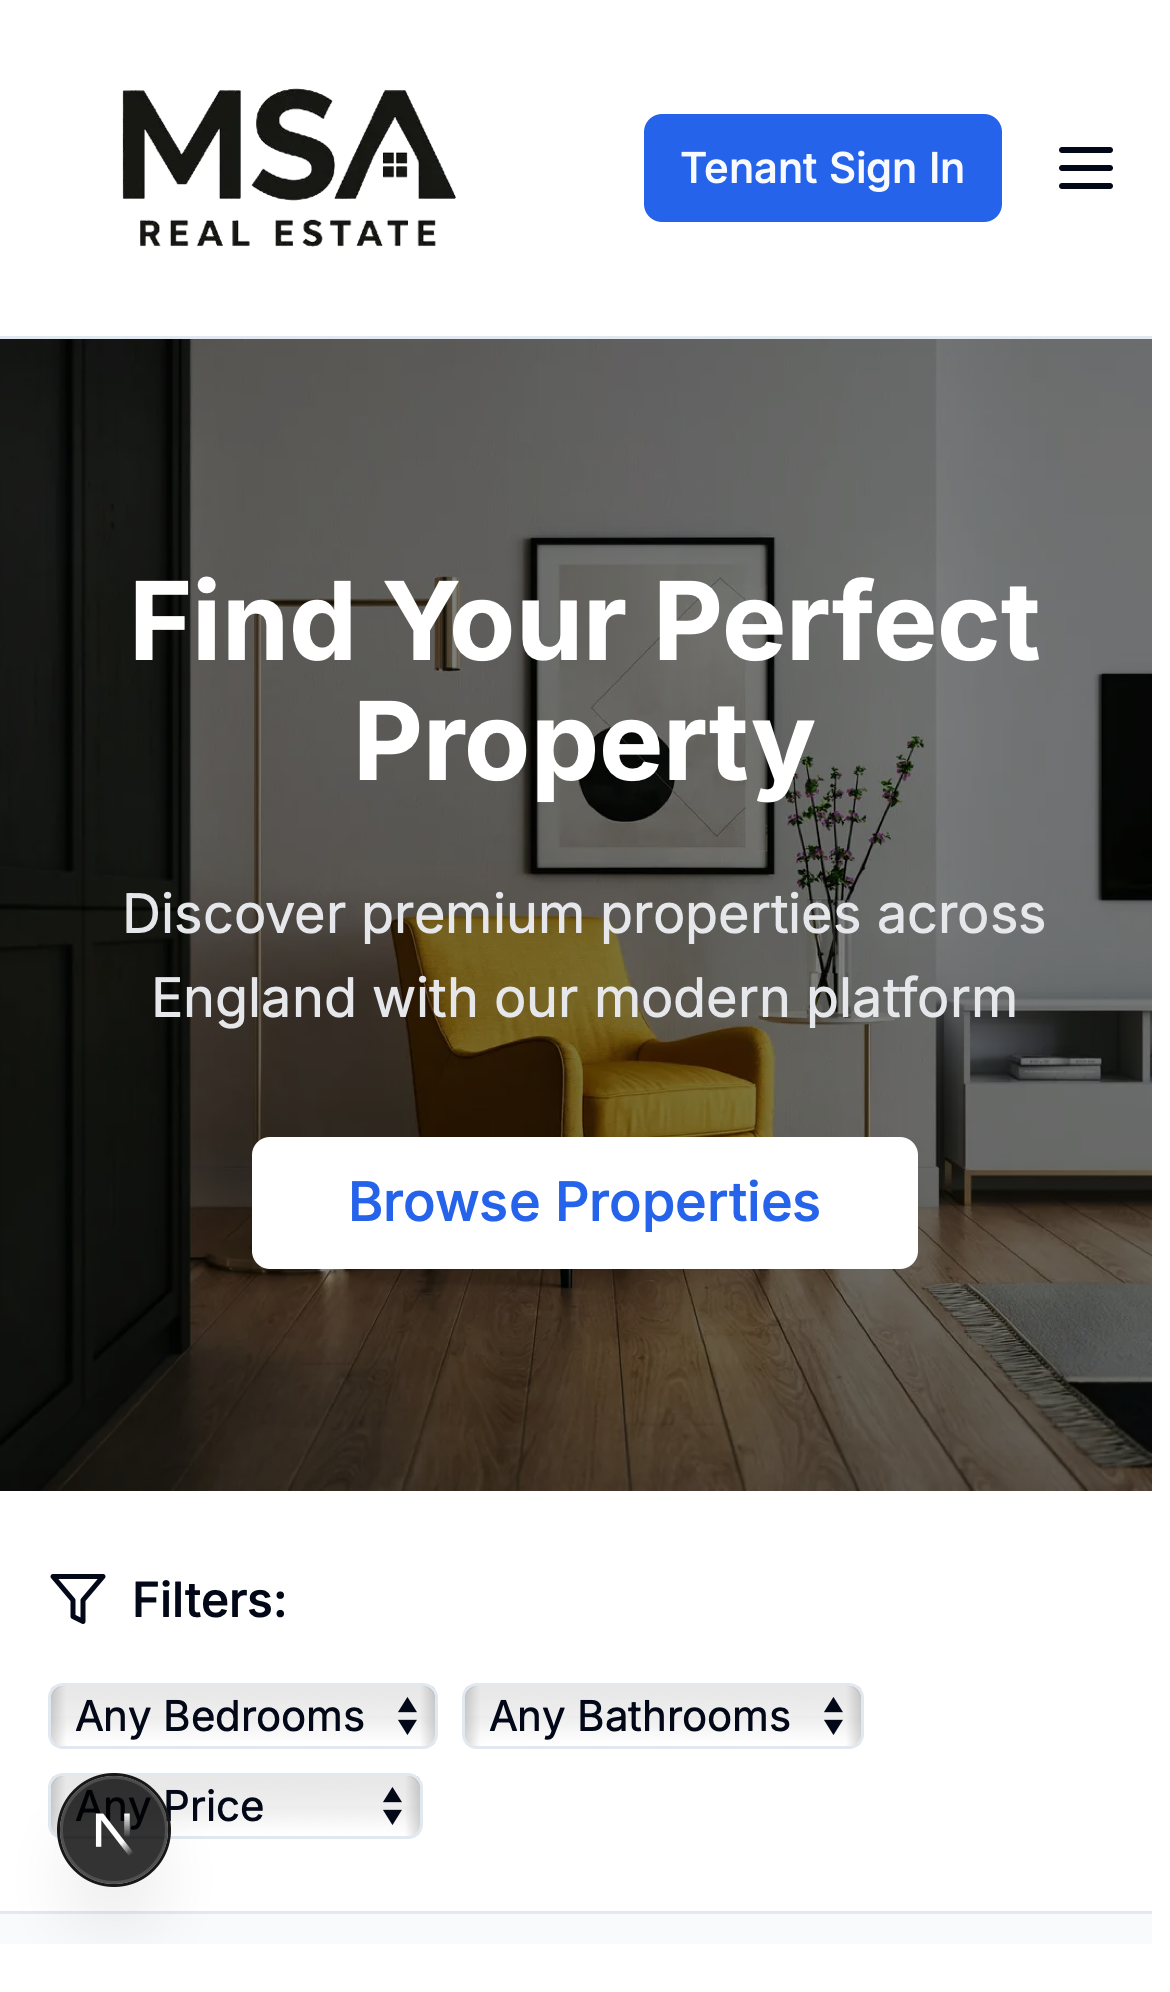 MSA
REAL ESTATE
Tenant Sign In
Find Your Perfect
Property
Discover premium properties across
England with our modern platform
Browse Properties
Filters:
Any Bedrooms
Any Bathrooms
Any Price
N